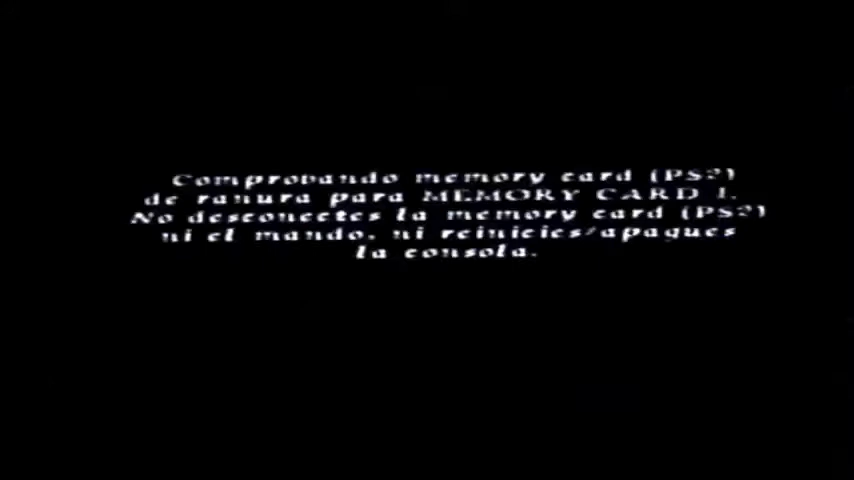 Comprobando memory card (PS2)
de ranura para MEMORY CARD 1.
No desconectes la memory card (PS2)
ni el mando, ni reinicies/apagues
la consola.